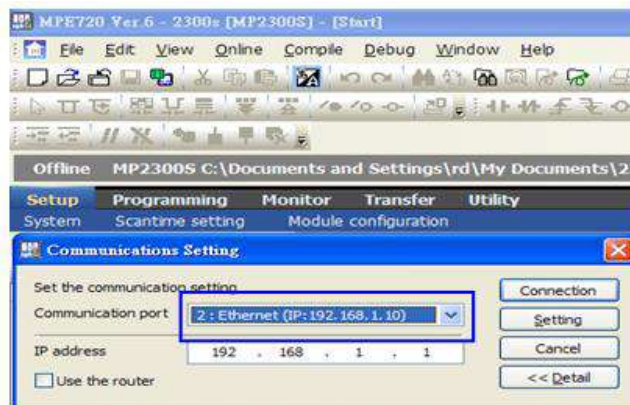 MPE720 Ver.6 - 2300s [MP2300S] - [Start]
File Edit View Online Compile Debug Window Help
Offline MP2300S C:\Documents and Settings\rd\My Documents\2
Setup Programming Monitor Transfer Utility
System Scantime setting Module configuration
Communications Setting
Set the communication setting
Connection
Communication port 2 : Ethernet (IP:192.168.1.10)
Setting
IP address 192 . 168 . 1 . 1
Cancel
Use the router
<< Detail